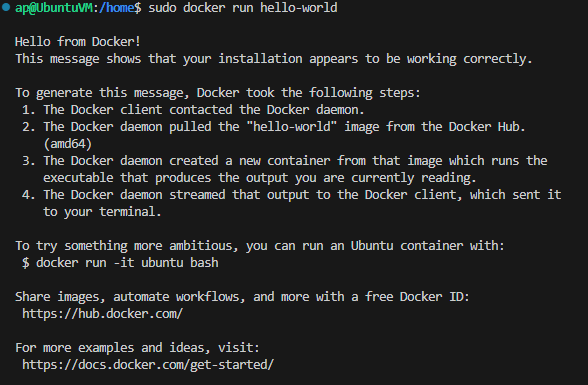 ap@UbuntuVM:/home$ sudo docker run hello-world
Hello from Docker!
This message shows that your installation appears to be working correctly.
To generate this message, Docker took the following steps:
1. The Docker client contacted the Docker daemon.
2. The Docker daemon pulled the "hello-world" image from the Docker Hub.
(amd64)
3. The Docker daemon created a new container from that image which runs the
executable that produces the output you are currently reading.
4. The Docker daemon streamed that output to the Docker client, which sent it
to your terminal.
To try something more ambitious, you can run an Ubuntu container with:
$ docker run -it ubuntu bash
Share images, automate workflows, and more with a free Docker ID:
https://hub.docker.com/
For more examples and ideas, visit:
https://docs.docker.com/get-started/